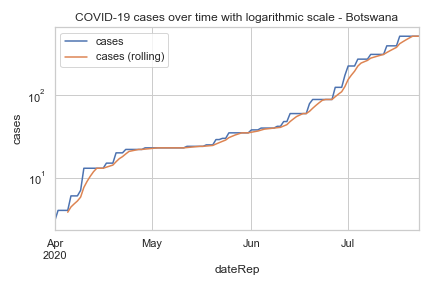 COVID-19 cases over time with logarithmic scale - Botswana
cases
cases (rolling)
10²
10¹
cases
Apr
2020
May
Jun
Jul
dateRep